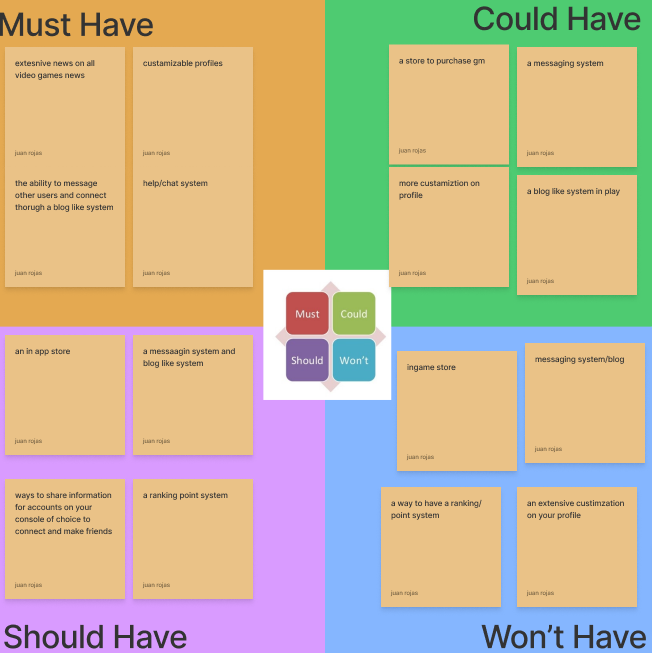 Must Have
extesnive news on all
video games news
juan rojas
custamizable profiles
juan rojas
the ability to message
other users and connect
thorugh a blog like system
juan rojas
help/chat system
juan rojas
Could Have
a store to purchase gm
juan rojas
a messaging system
juan rojas
more custamiztion on
profile
juan rojas
a blog like system in play
juan rojas
Must
Could
Should
Won't
an in app store
juan rojas
a messaagin system and
blog like system
juan rojas
ways to share information
for accounts on your
console of choice to
connect and make friends
juan rojas
a ranking point system
juan rojas
Should Have
ingame store
juan rojas
messaging system/blog
juan rojas
a way to have a ranking/
point system
juan rojas
an extensive custimzation
on your profile
juan rojas
Won't Have